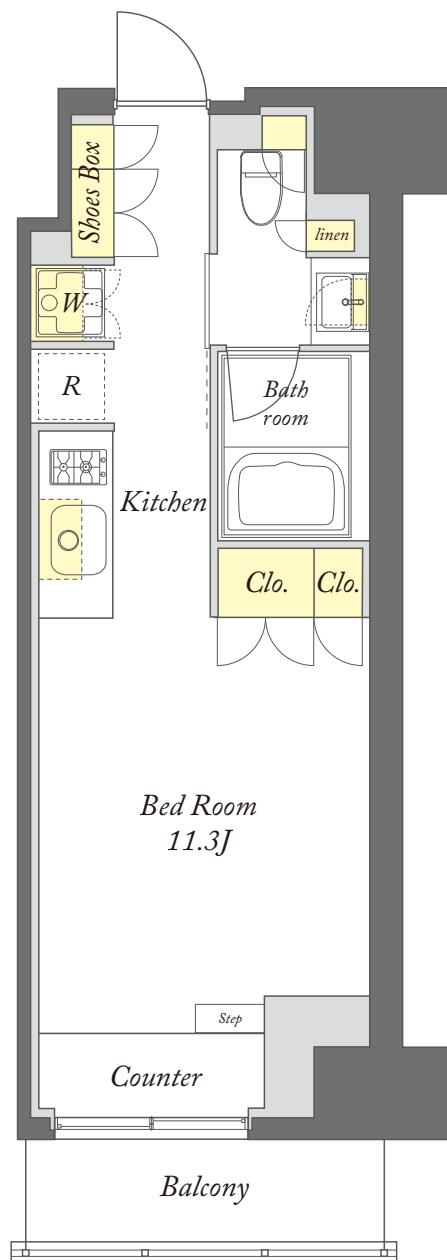 Shoes Box
linen
W
R
Bath
room
Kitchen
Clo.
Clo.
Bed Room
11.3J
Step
Counter
Balcony